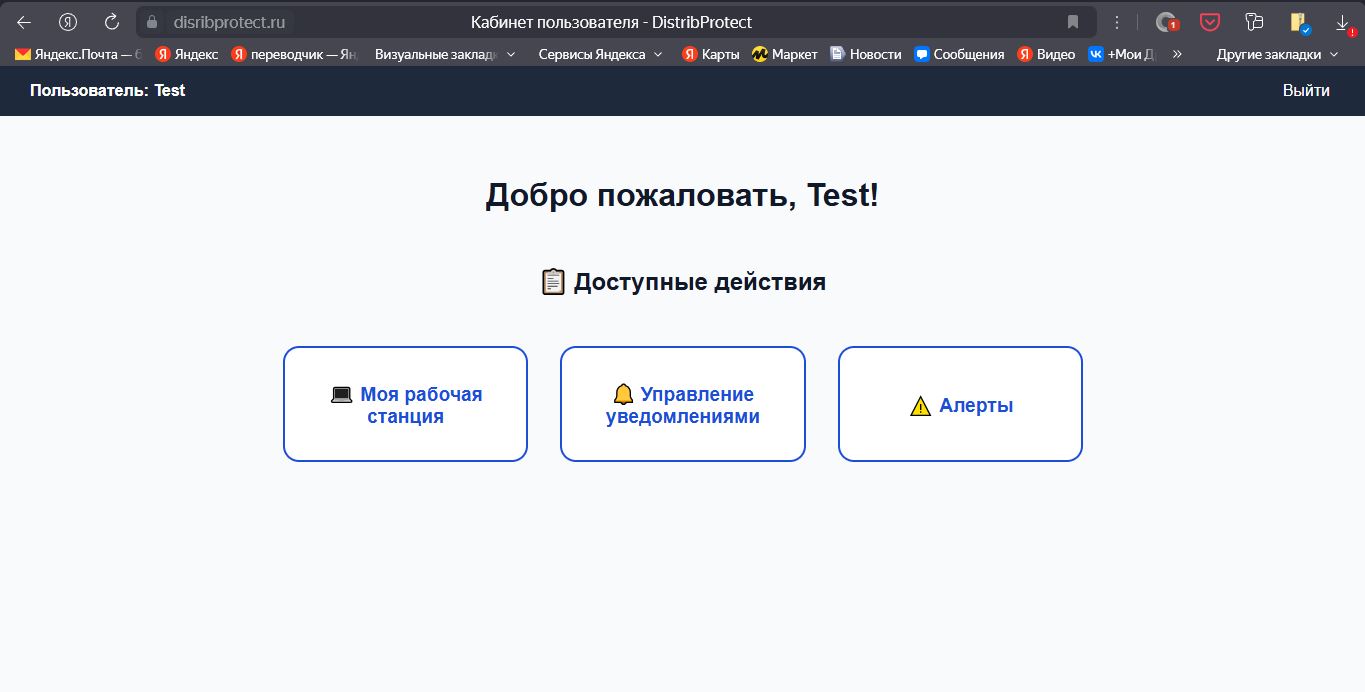 disribprotect.ru
Кабинет пользователя - DistribProtect
1
Яндекс.Почта —
Яндекс
переводчик — Ян
Визуальные заклад
Сервисы Яндекса
Карты
Маркет
Новости
Сообщения
Видео
+Мои Д
»
Другие закладки
Пользователь: Test
Выйти
Добро пожаловать, Test!
Доступные действия
Моя рабочая
станция
Управление
уведомлениями
Алерты